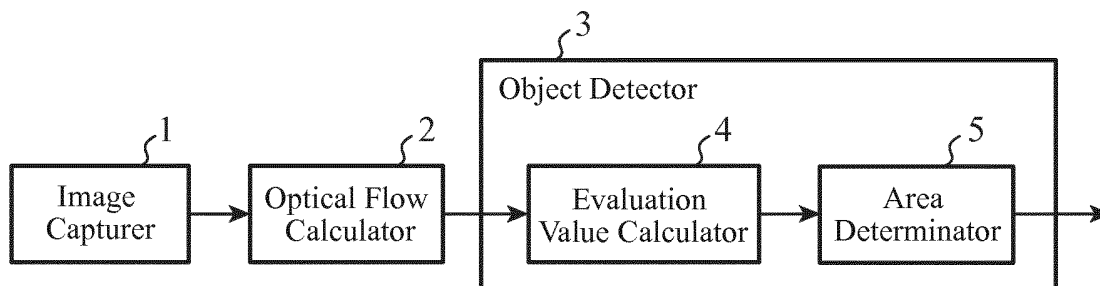 3
Object Detector
1
2
4
5
Image
Capturer
Optical Flow
Calculator
Evaluation
Value Calculator
Area
Determinator